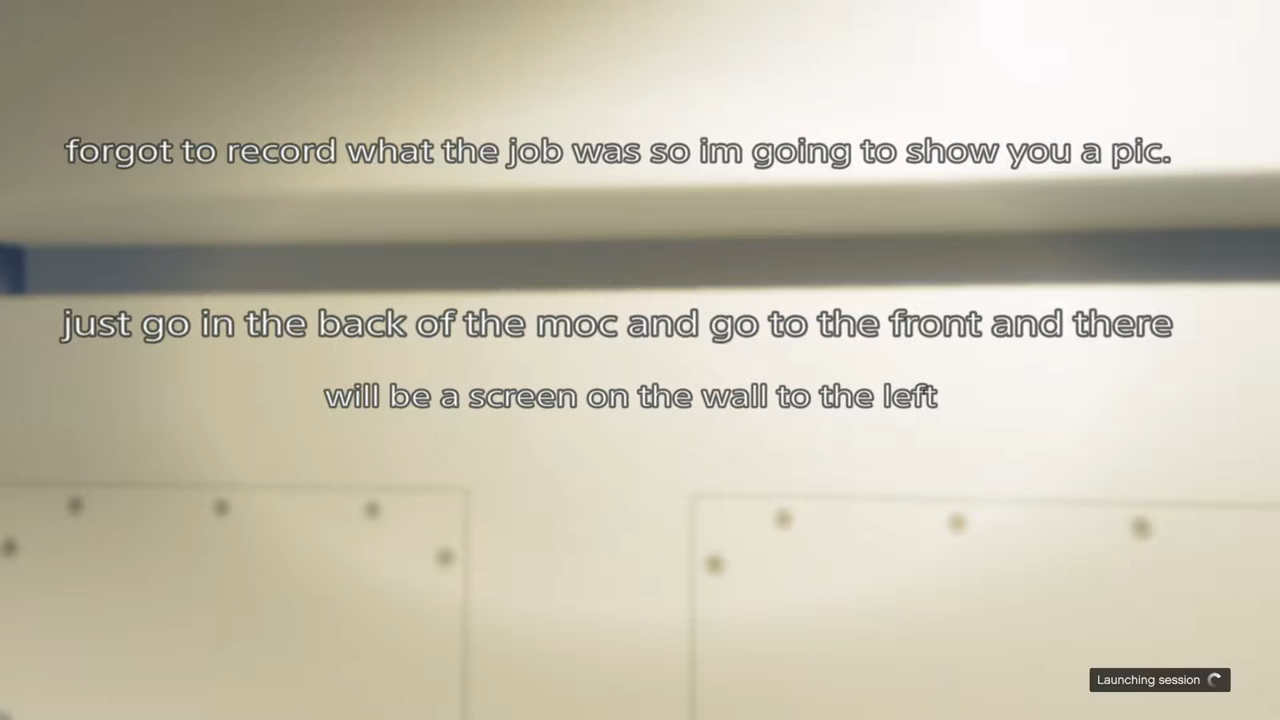 forgot to record what the job was so im going to show you a pic.
just go in the back of the moc and go to the front and there
will be a screen on the wall to the left
Launching session